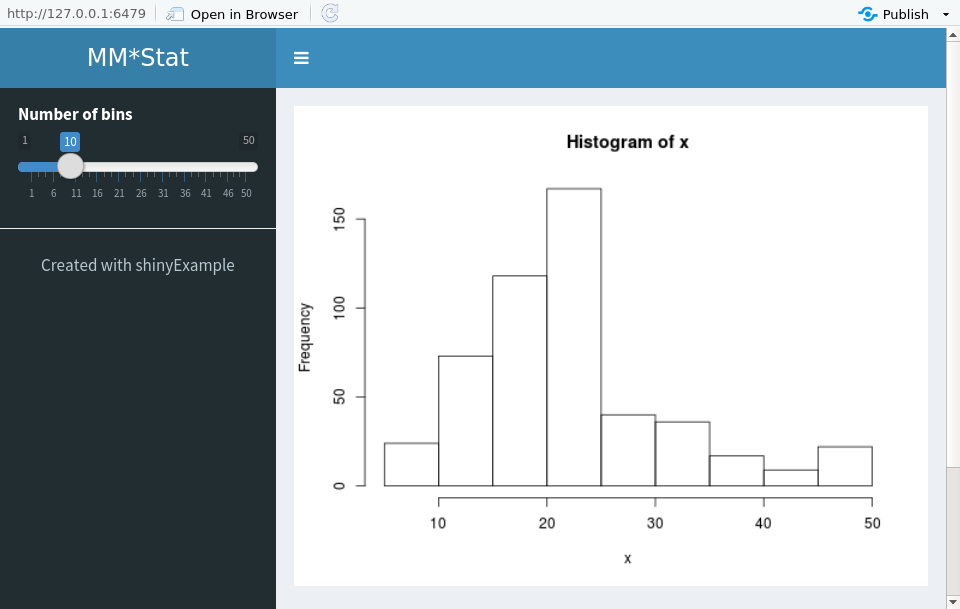 http://127.0.0.1:6479 Open in Browser Publish
MM*Stat
Number of bins
1 10 50
1 6 11 16 21 26 31 36 41 46 50
Created with shinyExample
Histogram of x
Frequency
0 50 100 150
10 20 30 40 50
x